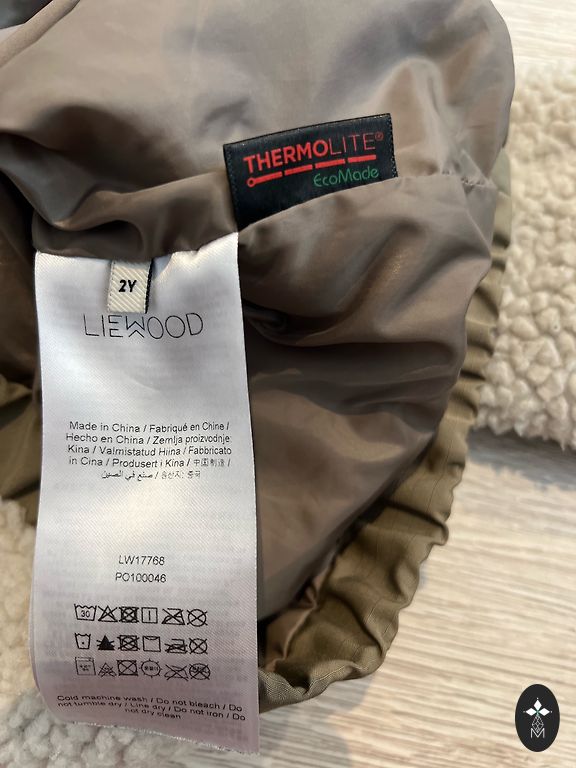 THERMOLITE®
EcoMade
2Y
LIEWOOD
Made in China / Fabriqué en Chine /
Hecho en China / Zemlja proizvodnje:
Kina / Valmistatud Hiina / Fabbricato
in Cina / Produsert i Kina / 中国制造 /
صنع في الصين / 원산지: 중국
LW17768
PO100046
30
Cold machine wash / Do not bleach / Do
not tumble dry / Line dry / Do not iron / Do
not dry clean
M